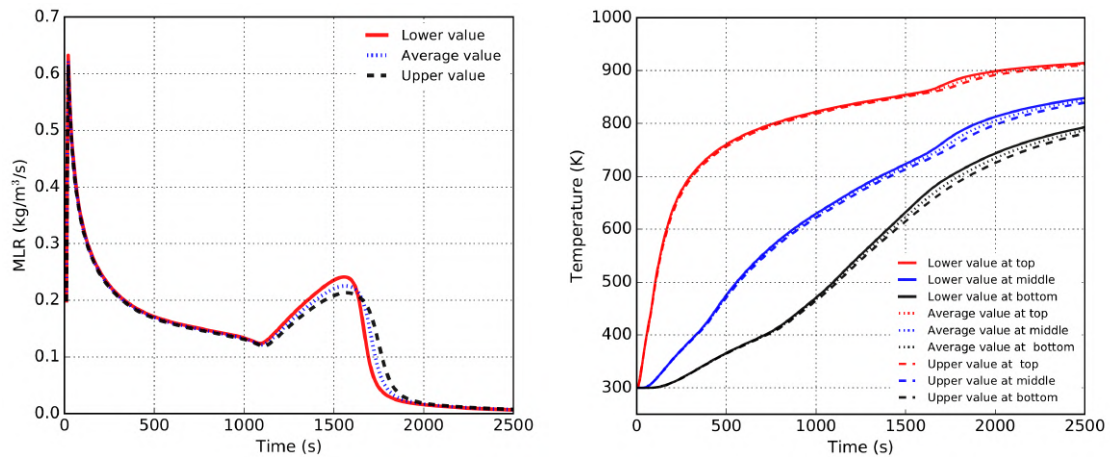 0.7
0.6
0.5
0.4
0.3
0.2
0.1
0.0
MLR (kg/m³/s)
Lower value
Average value
Upper value
0 500 1000 1500 2000 2500
Time (s)
1000
900
800
700
600
500
400
300
Temperature (K)
Lower value at top
Lower value at middle
Lower value at bottom
Average value at top
Average value at middle
Average value at bottom
Upper value at top
Upper value at middle
Upper value at bottom
0 500 1000 1500 2000 2500
Time (s)